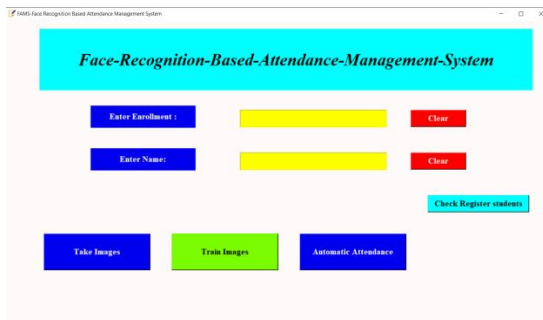 FAMS-Face Recognition Based Attendance Management System
Face-Recognition-Based-Attendance-Management-System
Enter Enrollment :
Clear
Enter Name:
Clear
Check Register students
Take Images
Train Images
Automatic Attendance